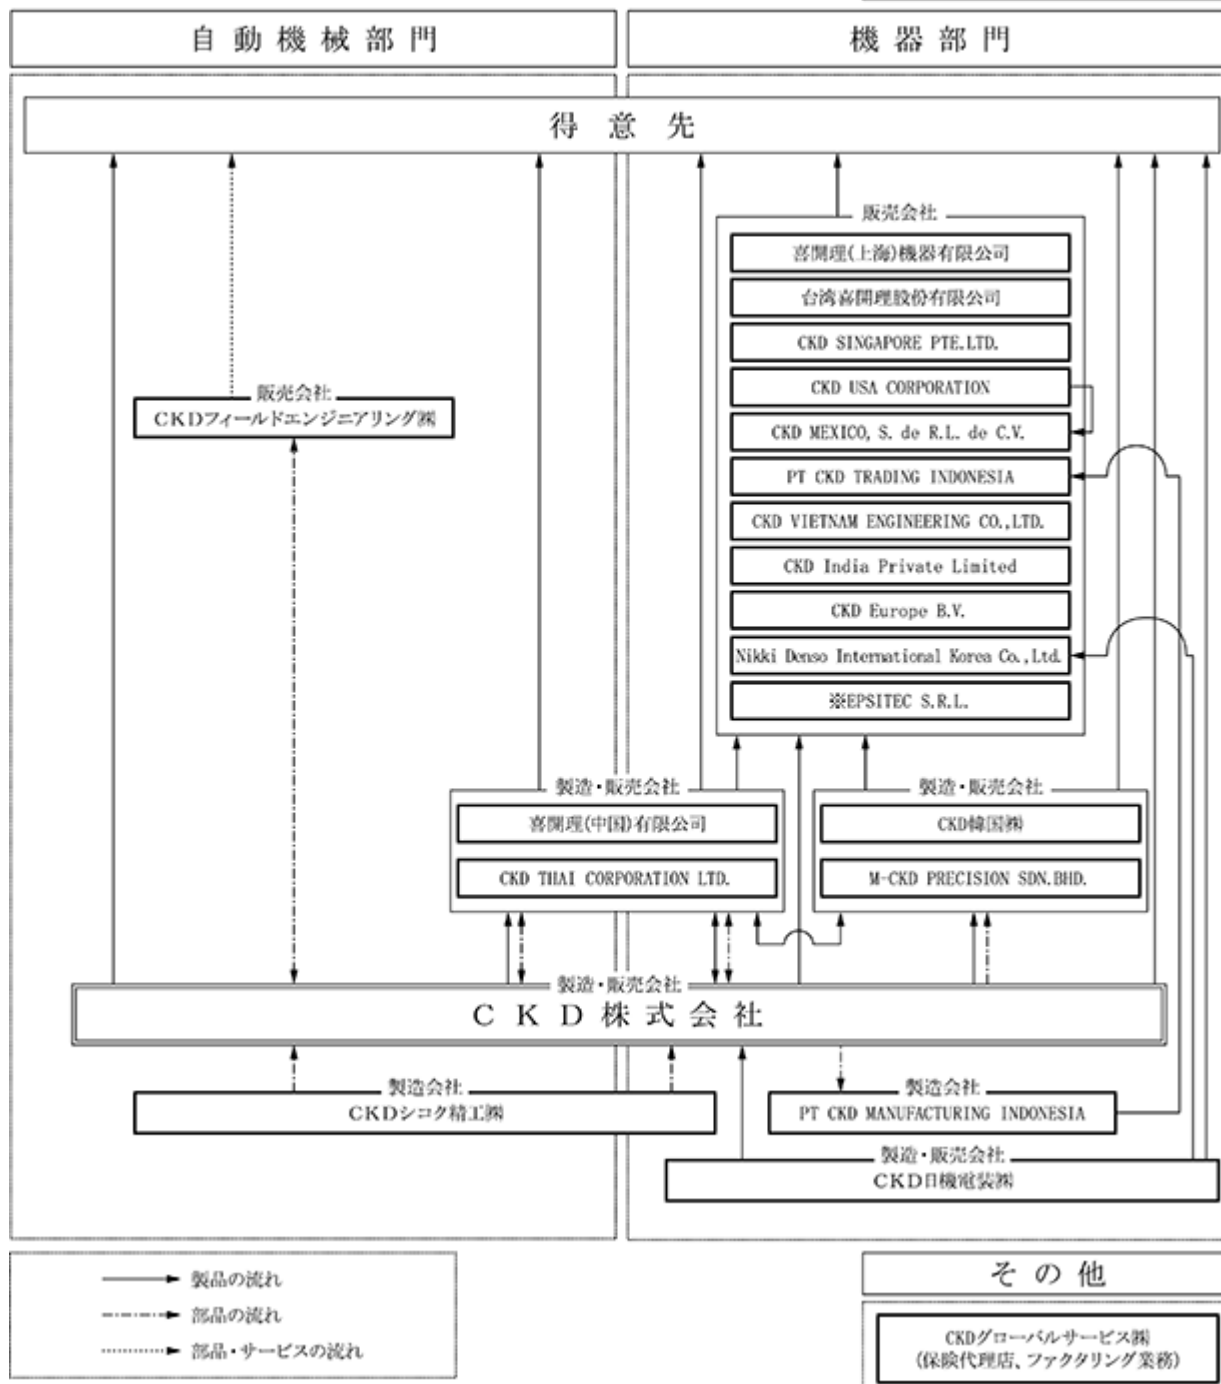 自動機械部門
機器部門
得意先
販売会社
喜開理(上海)機器有限公司
台湾喜開理股份有限公司
CKD SINGAPORE PTE.LTD.
CKD USA CORPORATION
CKD MEXICO, S. de R.L. de C.V.
PT CKD TRADING INDONESIA
CKD VIETNAM ENGINEERING CO.,LTD.
CKD India Private Limited
CKD Europe B.V.
Nikki Denso International Korea Co.,Ltd.
※EPSITEC S.R.L.
販売会社
CKDフィールドエンジニアリング㈱
製造・販売会社
喜開理(中国)有限公司
CKD THAI CORPORATION LTD.
製造・販売会社
CKD韓国㈱
M-CKD PRECISION SDN.BHD.
製造・販売会社
CKD株式会社
製造会社
CKDシコク精工㈱
製造会社
PT CKD MANUFACTURING INDONESIA
製造・販売会社
CKD日機電装㈱
製品の流れ
部品の流れ
部品・サービスの流れ
その他
CKDグローバルサービス㈱
(保険代理店、ファクタリング業務)